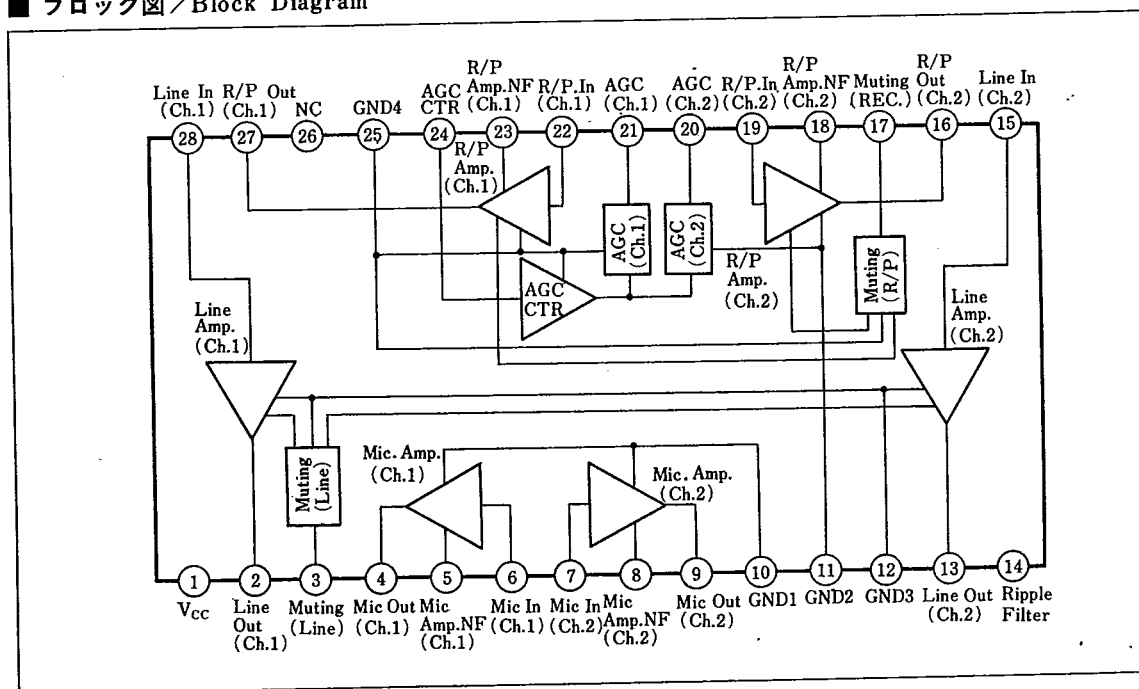 ■ ブロック図／Block Diagram
Line In
(Ch.1)
R/P Out
(Ch.1)
NC
GND4
AGC
CTR
R/P
Amp.NF
(Ch.1)
R/P.In
(Ch.1)
AGC
(Ch.1)
AGC
(Ch.2)
R/P.In
(Ch.2)
R/P
Amp.NF
(Ch.2)
Muting
(REC.)
R/P
Out
(Ch.2)
Line In
(Ch.2)
28
27
26
25
24
23
22
21
20
19
18
17
16
15
R/P
Amp.
(Ch.1)
AGC
(Ch.1)
AGC
(Ch.2)
AGC
CTR
R/P
Amp.
(Ch.2)
Muting
(R/P)
Line
Amp.
(Ch.1)
Line
Amp.
(Ch.2)
Muting
(Line)
Mic. Amp.
(Ch.1)
Mic. Amp.
(Ch.2)
1
2
3
4
5
6
7
8
9
10
11
12
13
14
VCC
Line
Out
(Ch.1)
Muting
(Line)
Mic Out
(Ch.1)
Mic
Amp.NF
(Ch.1)
Mic In
(Ch.1)
Mic In
(Ch.2)
Mic
Amp.NF
(Ch.2)
Mic Out
(Ch.2)
GND1
GND2
GND3
Line Out
(Ch.2)
Ripple
Filter